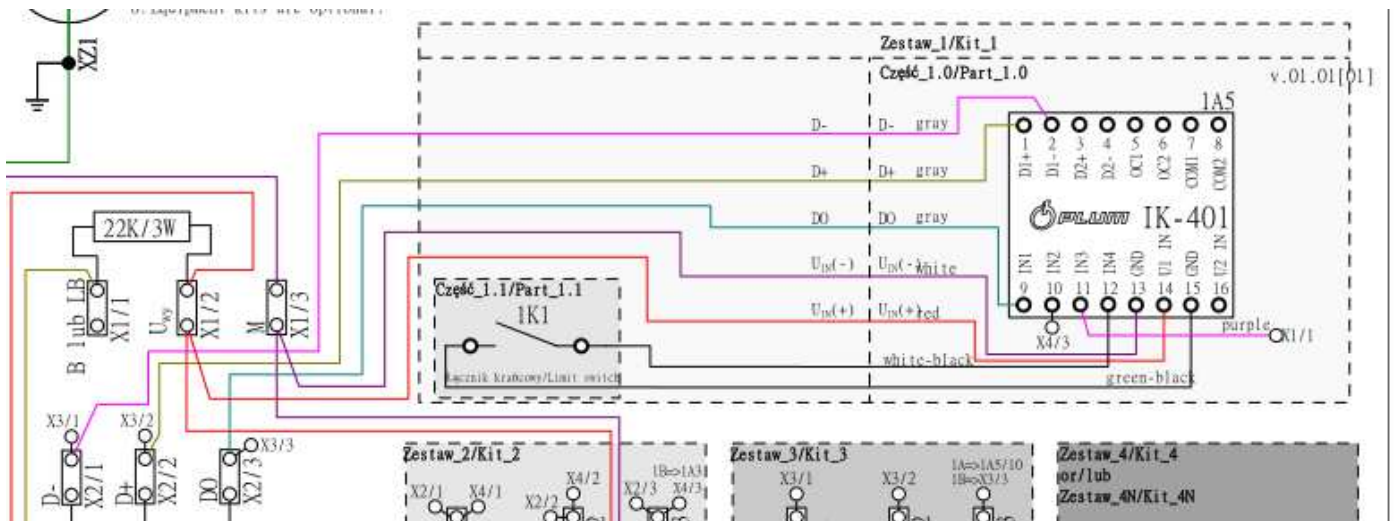 6.Equipment kits are optional.
XZ1
Zestaw_1/Kit_1
Część_1.0/Part_1.0
v.01.01[01]
1A5
D-
D- gray
D+
D+ gray
DO
DO gray
UIN(-)
UIN(-) white
UIN(+)
UIN(+) red
1 2 3 4 5 6 7 8
D1+ D1- D2+ D2- OC1 OC2 COM1 COM2
PLUM IK-401
IN1 IN2 IN3 IN4 GND U1 IN GND U2 IN
9 10 11 12 13 14 15 16
X4/3
purple
X1/1
white-black
green-black
22K/3W
B lub LB
X1/1
Uwy
X1/2
M
X1/3
Część_1.1/Part_1.1
1K1
Łącznik krańcowy/Limit switch
X3/1
X3/2
X3/3
D-
X2/1
D+
X2/2
DO
X2/3
Zestaw_2/Kit_2
X2/1
X4/1
X2/2
X4/2
1B=>1A3
X2/3
X4/3
Zestaw_3/Kit_3
X3/1
X3/2
1A=>1A5/10
1B=>X3/3
Zestaw_4/Kit_4
or/lub
Zestaw_4N/Kit_4N